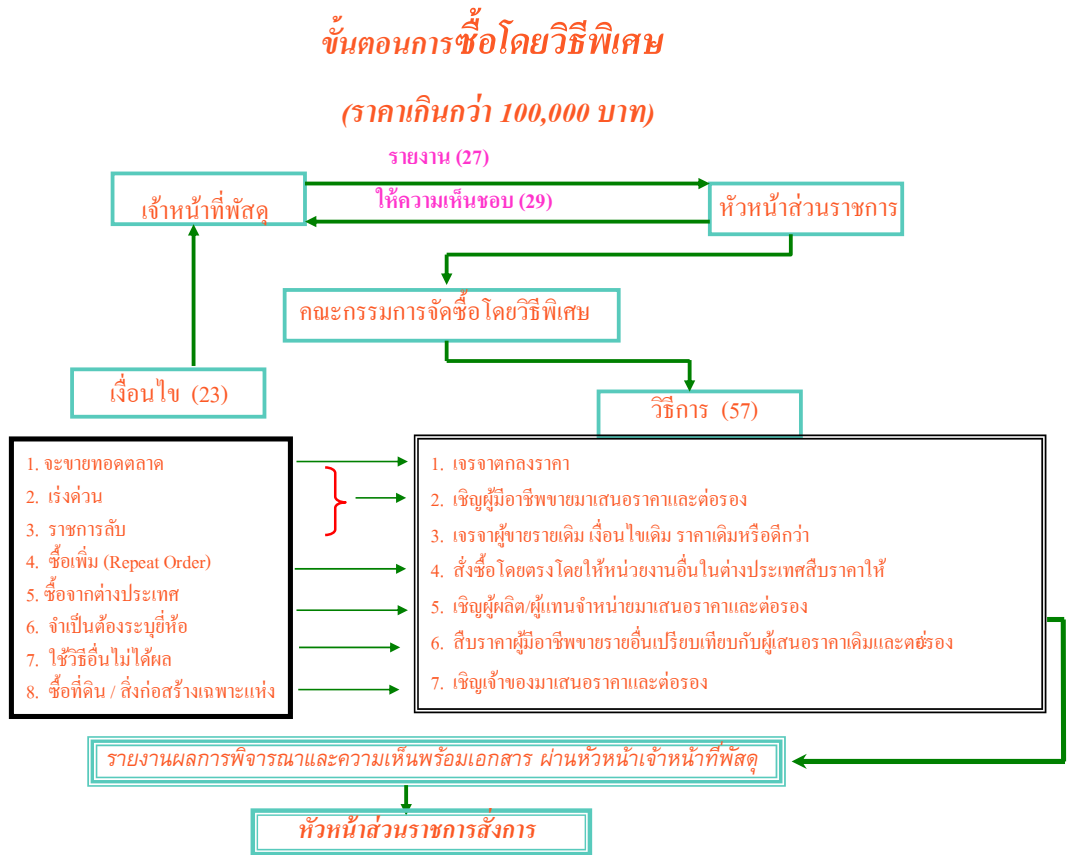 ขั้นตอนการซื้อโดยวิธีพิเศษ
(ราคาเกินกว่า 100,000 บาท)
รายงาน (27)
ให้ความเห็นชอบ (29)
เจ้าหน้าที่พัสดุ
หัวหน้าส่วนราชการ
คณะกรรมการจัดซื้อโดยวิธีพิเศษ
เงื่อนไข (23)
วิธีการ (57)
1. จะขายทอดตลาด
2. เร่งด่วน
3. ราชการลับ
4. ซื้อเพิ่ม (Repeat Order)
5. ซื้อจากต่างประเทศ
6. จำเป็นต้องระบุยี่ห้อ
7. ใช้วิธีอื่นไม่ได้ผล
8. ซื้อที่ดิน / สิ่งก่อสร้างเฉพาะแห่ง
1. เจรจาตกลงราคา
2. เชิญผู้มีอาชีพขายมาเสนอราคาและต่อรอง
3. เจรจาผู้ขายรายเดิม เงื่อนไขเดิม ราคาเดิมหรือดีกว่า
4. สั่งซื้อโดยตรงโดยให้หน่วยงานอื่นในต่างประเทศสืบราคาให้
5. เชิญผู้ผลิต/ผู้แทนจำหน่ายมาเสนอราคาและต่อรอง
6. สืบราคาผู้มีอาชีพขายรายอื่นเปรียบเทียบกับผู้เสนอราคาเดิมและต่อรอง
7. เชิญเจ้าของมาเสนอราคาและต่อรอง
รายงานผลการพิจารณาและความเห็นพร้อมเอกสาร ผ่านหัวหน้าเจ้าหน้าที่พัสดุ
หัวหน้าส่วนราชการสั่งการ